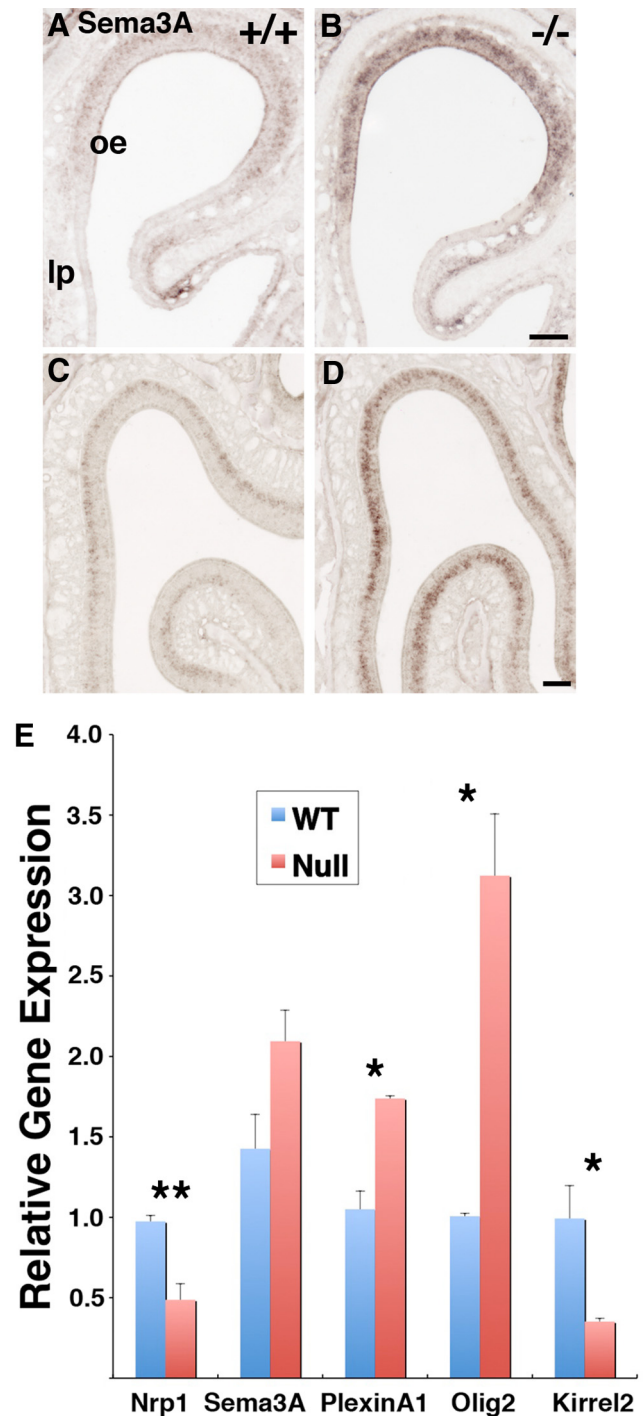 A Sema3A +/+
B -/-
oe
lp
C
D
E
4.0
3.5
3.0
2.5
2.0
1.5
1.0
0.5
Relative Gene Expression
WT
Null
*
*
**
*
Nrp1 Sema3A PlexinA1 Olig2 Kirrel2